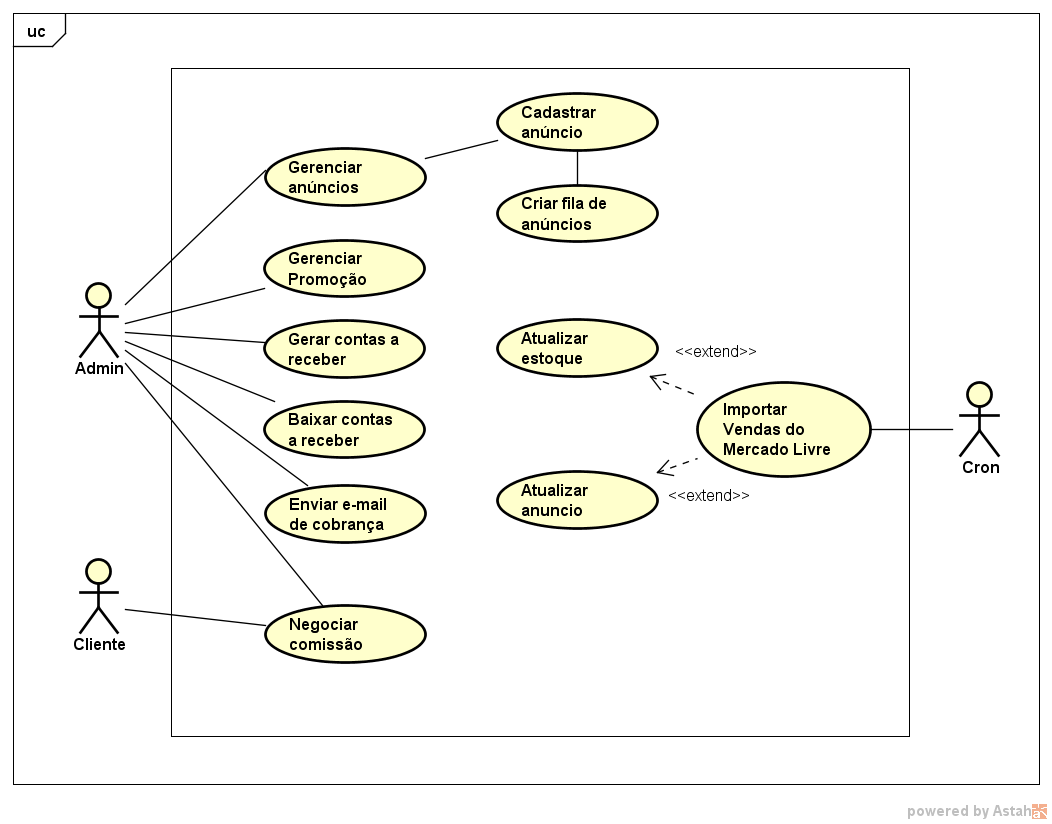 uc
Cadastrar
anúncio
Gerenciar
anúncios
Criar fila de
anúncios
Gerenciar
Promoção
Admin
Gerar contas a
receber
Atualizar
estoque
<<extend>>
Baixar contas
a receber
Importar
Vendas do
Mercado Livre
Cron
Enviar e-mail
de cobrança
Atualizar
anuncio
<<extend>>
Cliente
Negociar
comissão
powered by Astah